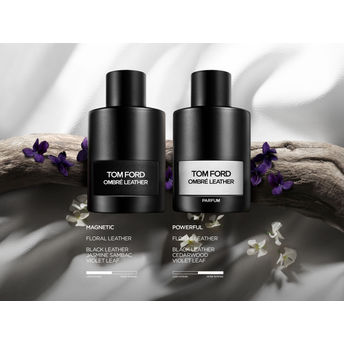 TOM FORD
OMBRÉ LEATHER
TOM FORD
OMBRÉ LEATHER
PARFUM
MAGNETIC
FLORAL LEATHER
BLACK LEATHER
JASMINE SAMBAC
VIOLET LEAF
POWERFUL
FLORAL LEATHER
BLACK LEATHER
CEDARWOOD
VIOLET LEAF